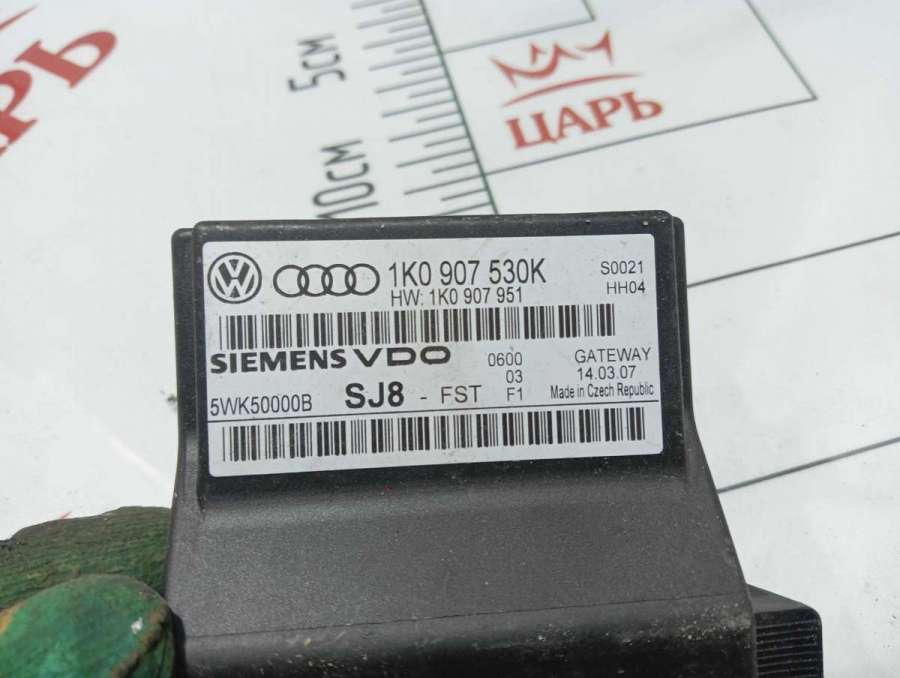 ЦАРЬ
ЦАРЬ
5см
10см
1K0 907 530K
S0021
HW: 1K0 907 951
HH04
SIEMENS VDO
0600
GATEWAY
03
14.03.07
5WK50000B
SJ8 - FST
F1
Made in Czech Republic